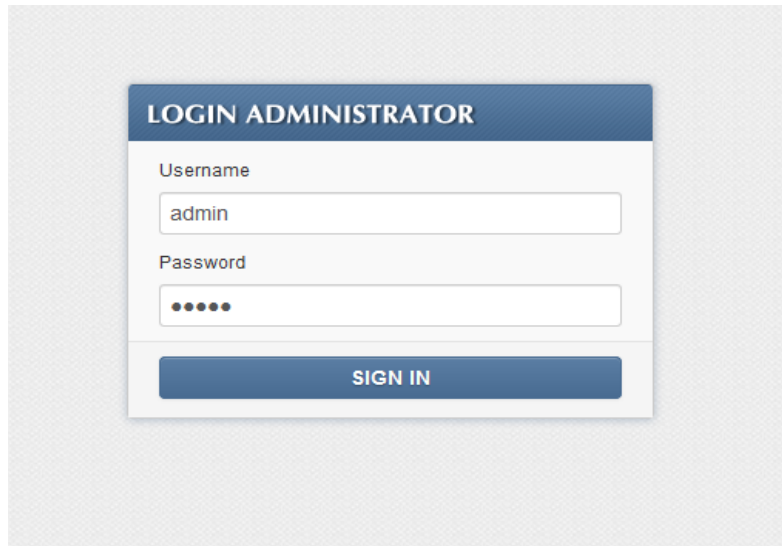 LOGIN ADMINISTRATOR
Username
admin
Password
•••••
SIGN IN